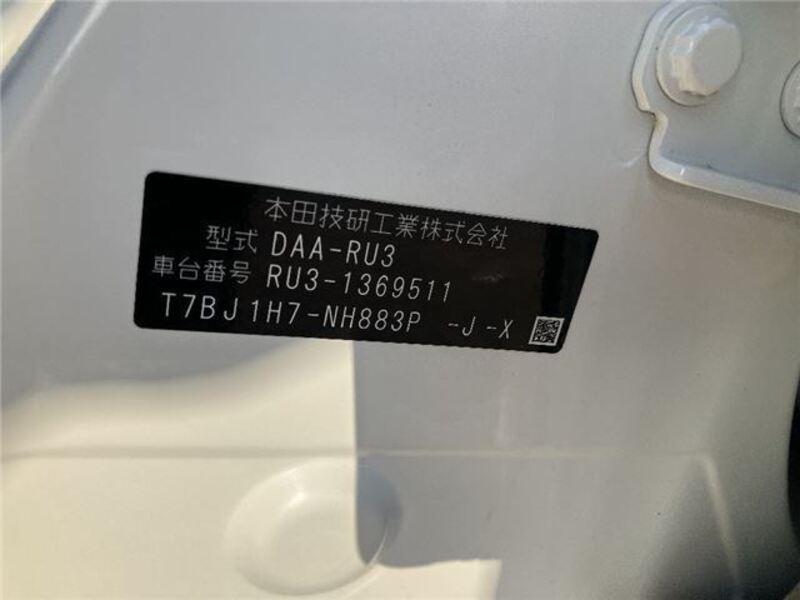 本田技研工業株式会社
型式 DAA-RU3
車台番号 RU3-1369511
T7BJ1H7-NH883P -J-X